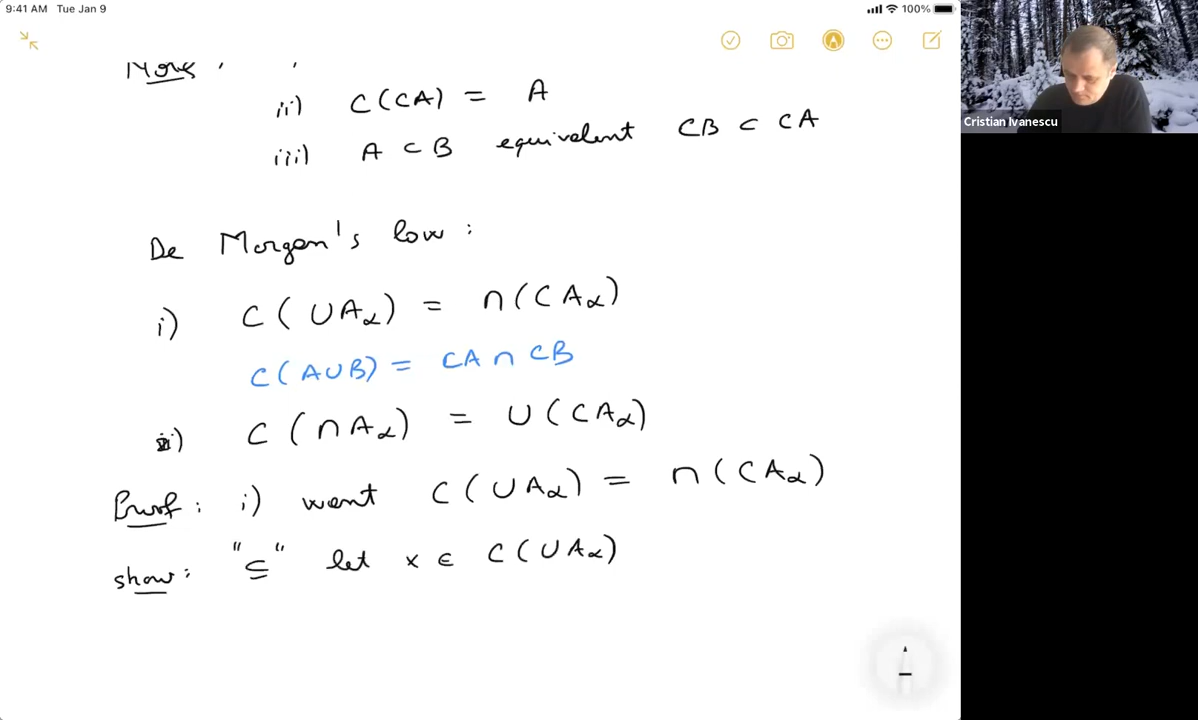 9:41 AM Tue Jan 9
100%
Cristian Ivanescu
ii) C(CA) = A
iii) A ⊂ B equivalent CB ⊂ CA
De Morgan's low :
i) C(∪Aα) = ∩(CAα)
C(A∪B) = CA ∩ CB
ii) C(∩Aα) = ∪(CAα)
Proof : i) want C(∪Aα) = ∩(CAα)
show : "⊆" let x ∈ C(∪Aα)